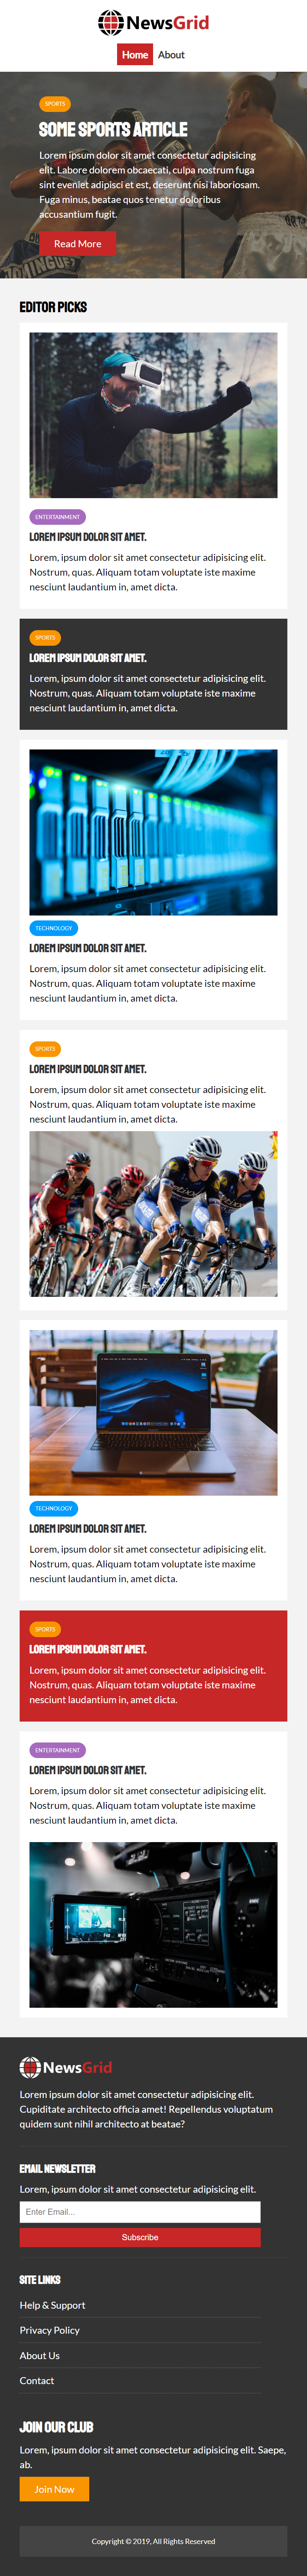 NewsGrid
Home About
SPORTS
SOME SPORTS ARTICLE
Lorem ipsum dolor sit amet consectetur adipisicing
elit. Labore dolorem obcaecati, culpa nostrum fuga
sint eveniet adipisci et est, deserunt nisi laboriosam.
Fuga minus, beatae quos tenetur doloribus
accusantium fugit.
Read More
EDITOR PICKS
ENTERTAINMENT
LOREM IPSUM DOLOR SIT AMET.
Lorem, ipsum dolor sit amet consectetur adipisicing elit.
Nostrum, quas. Aliquam totam voluptate iste maxime
nesciunt laudantium in, amet dicta.
SPORTS
LOREM IPSUM DOLOR SIT AMET.
Lorem, ipsum dolor sit amet consectetur adipisicing elit.
Nostrum, quas. Aliquam totam voluptate iste maxime
nesciunt laudantium in, amet dicta.
TECHNOLOGY
LOREM IPSUM DOLOR SIT AMET.
Lorem, ipsum dolor sit amet consectetur adipisicing elit.
Nostrum, quas. Aliquam totam voluptate iste maxime
nesciunt laudantium in, amet dicta.
SPORTS
LOREM IPSUM DOLOR SIT AMET.
Lorem, ipsum dolor sit amet consectetur adipisicing elit.
Nostrum, quas. Aliquam totam voluptate iste maxime
nesciunt laudantium in, amet dicta.
TECHNOLOGY
LOREM IPSUM DOLOR SIT AMET.
Lorem, ipsum dolor sit amet consectetur adipisicing elit.
Nostrum, quas. Aliquam totam voluptate iste maxime
nesciunt laudantium in, amet dicta.
SPORTS
LOREM IPSUM DOLOR SIT AMET.
Lorem, ipsum dolor sit amet consectetur adipisicing elit.
Nostrum, quas. Aliquam totam voluptate iste maxime
nesciunt laudantium in, amet dicta.
ENTERTAINMENT
LOREM IPSUM DOLOR SIT AMET.
Lorem, ipsum dolor sit amet consectetur adipisicing elit.
Nostrum, quas. Aliquam totam voluptate iste maxime
nesciunt laudantium in, amet dicta.
NewsGrid
Lorem ipsum dolor sit amet consectetur adipisicing elit.
Cupiditate architecto officia amet! Repellendus voluptatum
quidem sunt nihil architecto at beatae?
EMAIL NEWSLETTER
Lorem, ipsum dolor sit amet consectetur adipisicing elit.
Enter Email...
Subscribe
SITE LINKS
Help & Support
Privacy Policy
About Us
Contact
JOIN OUR CLUB
Lorem, ipsum dolor sit amet consectetur adipisicing elit. Saepe,
ab.
Join Now
Copyright © 2019, All Rights Reserved